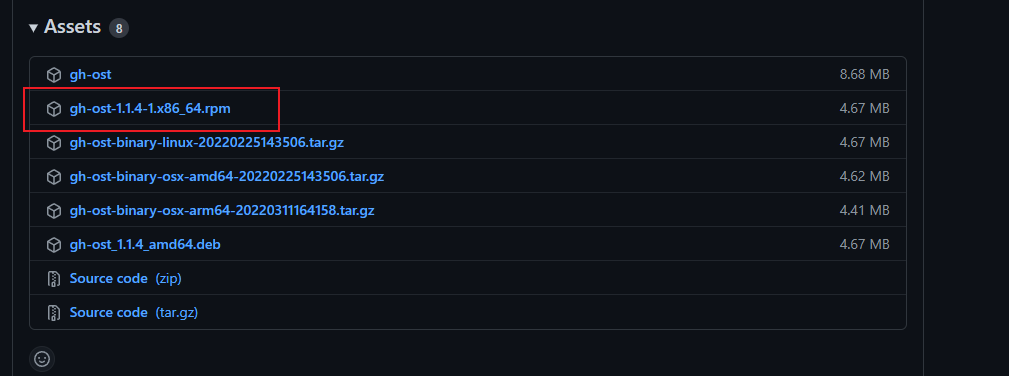 Assets 8
gh-ost 8.68 MB
gh-ost-1.1.4-1.x86_64.rpm 4.67 MB
gh-ost-binary-linux-20220225143506.tar.gz 4.67 MB
gh-ost-binary-osx-amd64-20220225143506.tar.gz 4.62 MB
gh-ost-binary-osx-arm64-20220311164158.tar.gz 4.41 MB
gh-ost_1.1.4_amd64.deb 4.67 MB
Source code (zip)
Source code (tar.gz)